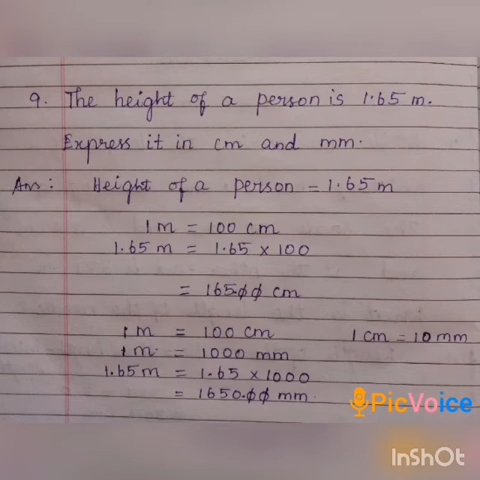 9. The height of a person is 1.65 m.
Express it in cm and mm.
Ans: Height of a person = 1.65 m
1 m = 100 cm
1.65 m = 1.65 x 100
= 165.00 cm
1 m = 100 cm 1 cm = 10 mm
1 m = 1000 mm
1.65 m = 1.65 x 1000
= 1650.00 mm.
PicVoice
InShOt